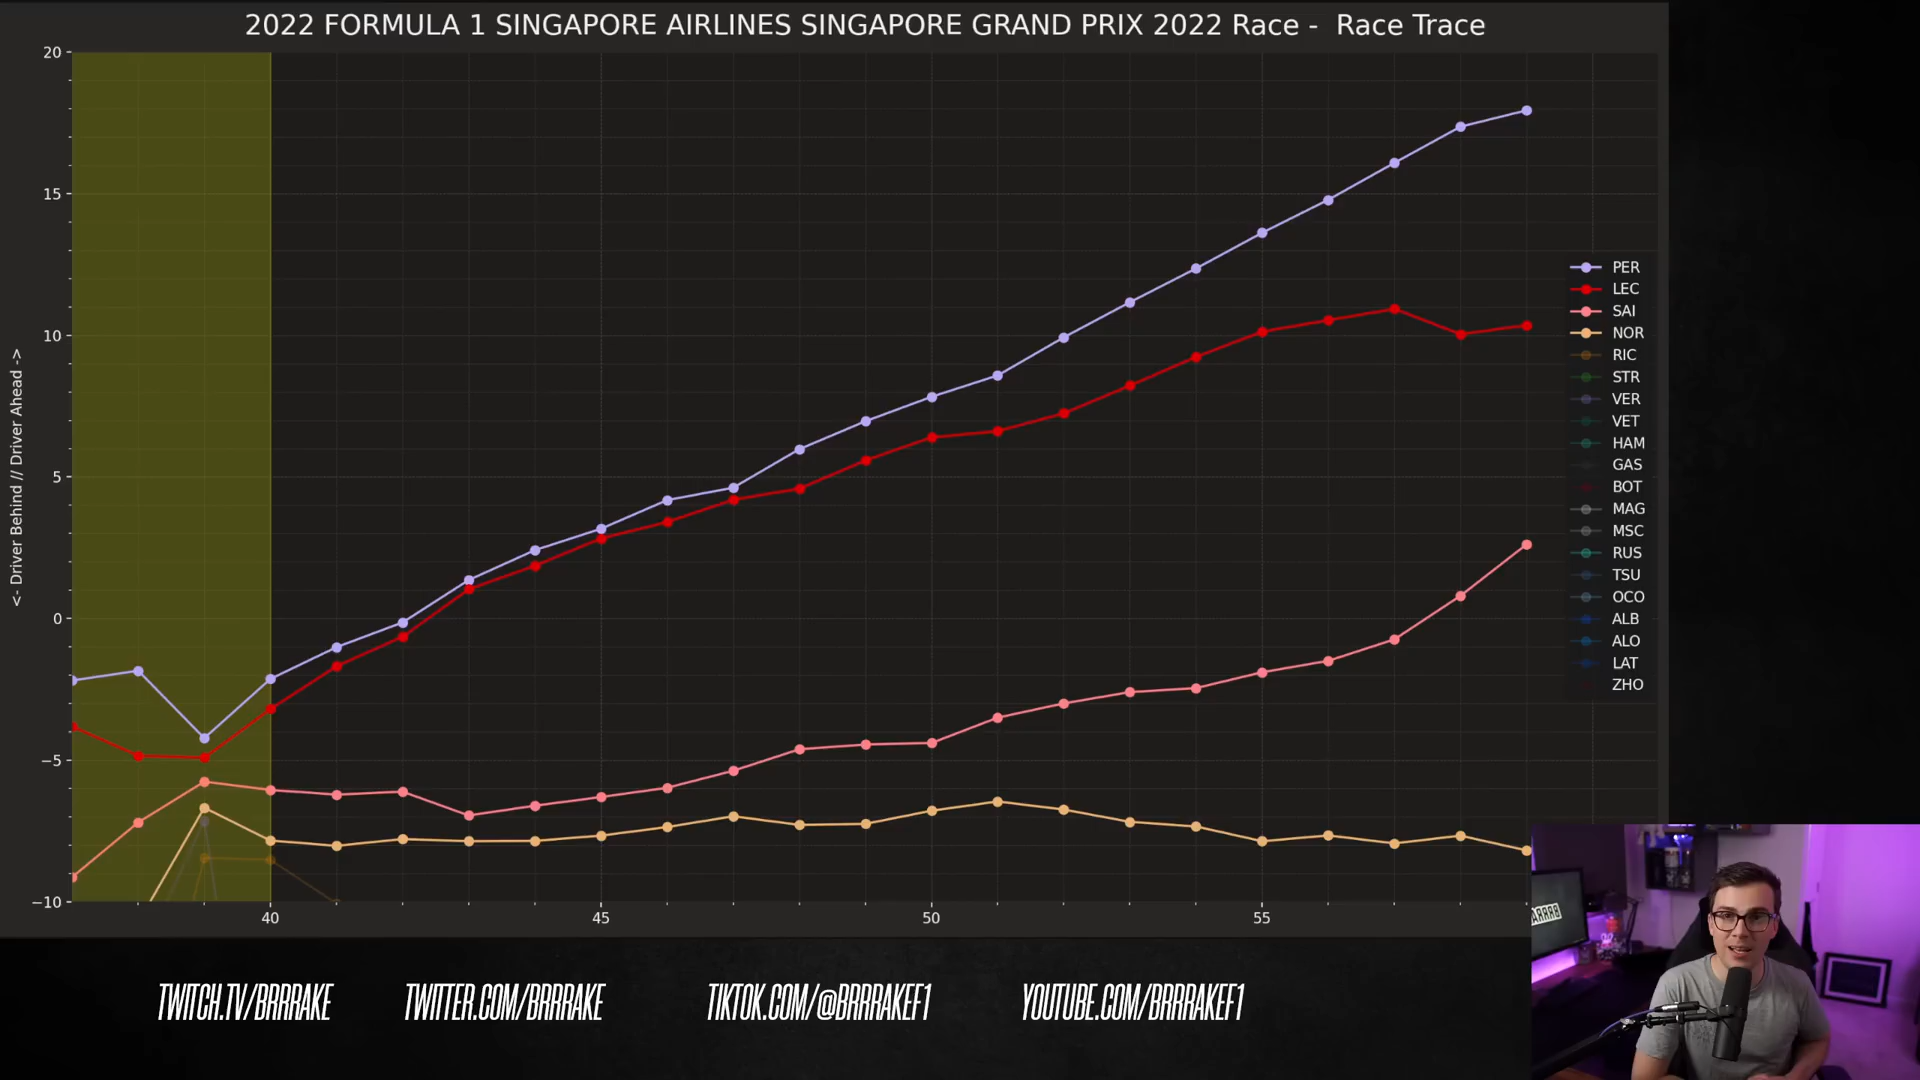 2022 FORMULA 1 SINGAPORE AIRLINES SINGAPORE GRAND PRIX 2022 Race -  Race Trace
<- Driver Behind // Driver Ahead ->
20
15
10
5
0
−5
−10
40
45
50
55
PER
LEC
SAI
NOR
RIC
STR
VER
VET
HAM
GAS
BOT
MAG
MSC
RUS
TSU
OCO
ALB
ALO
LAT
ZHO
TWITCH.TV/BRRRAKE
TWITTER.COM/BRRRAKE
TIKTOK.COM/@BRRRAKEF1
YOUTUBE.COM/BRRRAKEF1